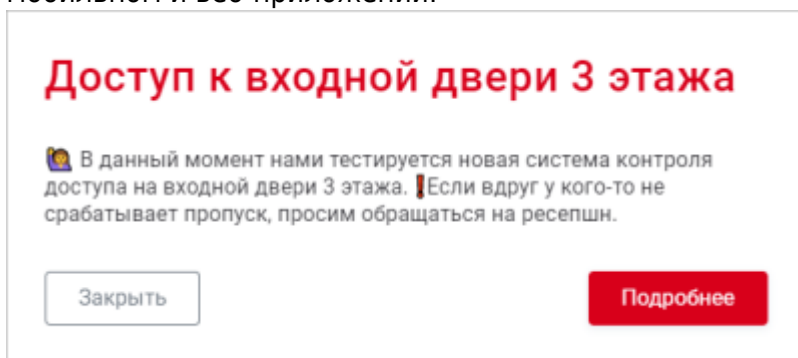 Доступ к входной двери 3 этажа
🙋 В данный момент нами тестируется новая система контроля
доступа на входной двери 3 этажа. ❗Если вдруг у кого-то не
срабатывает пропуск, просим обращаться на ресепшн.
Закрыть
Подробнее